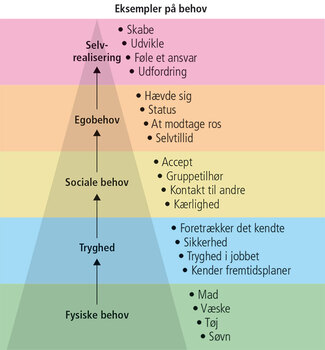 Eksempler på behov
Selv-
realisering
• Skabe
• Udvikle
• Føle et ansvar
• Udfordring
Egobehov
• Hævde sig
• Status
• At modtage ros
• Selvtillid
Sociale behov
• Accept
• Gruppetilhør
• Kontakt til andre
• Kærlighed
Tryghed
• Foretrækker det kendte
• Sikkerhed
• Tryghed i jobbet
• Kender fremtidsplaner
Fysiske behov
• Mad
• Væske
• Tøj
• Søvn